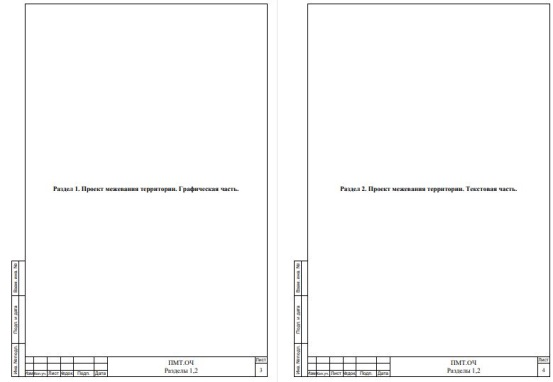 Раздел 1. Проект межевания территории. Графическая часть.
Взам. инв. №
Подп. и дата
Инв. №подл.
Изм Кол.уч. Лист №док. Подп. Дата
ПМТ.ОЧ
Разделы 1,2
Лист
3
Раздел 2. Проект межевания территории. Текстовая часть.
Взам. инв. №
Подп. и дата
Инв. №подл.
Изм Кол.уч. Лист №док. Подп. Дата
ПМТ.ОЧ
Разделы 1,2
Лист
4